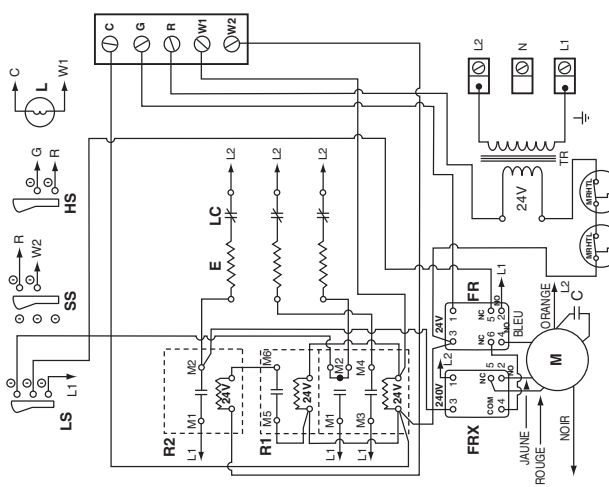 C
G
R
W1
W2
C
L
W1
G
R
HS
R
W2
SS
LS
L1
L2
N
L1
TR
24V
MRHTL
MRHTL
LC
E
L2
L2
L2
R2
M1
M2
24V
L1
R1
M5
M6
24V
M1
M2
L1
M3
M4
24V
L1
FR
24V
1
3
NC
5
2
NO
NC
6
4
NO
L1
BLEU
FRX
240V
L2
1
3
NC
5
2
NO
COM
4
JAUNE
ROUGE
NOIR
ORANGE
L2
C
M